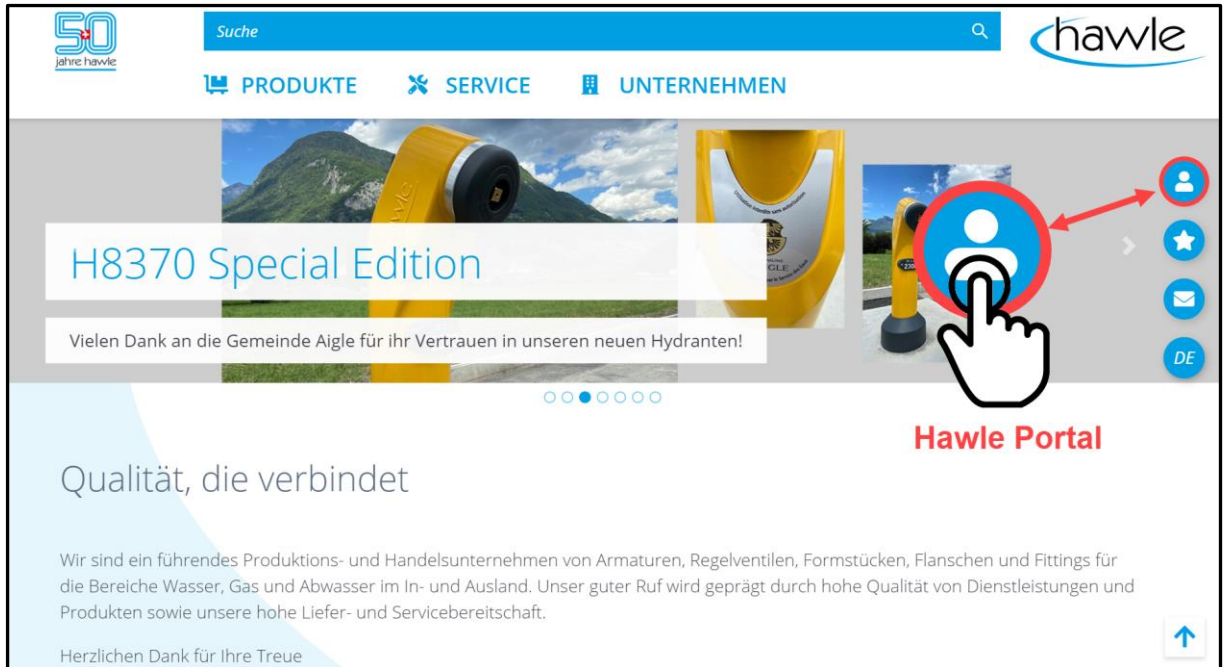 50
jahre hawle
Suche
hawle
PRODUKTE
SERVICE
UNTERNEHMEN
H8370 Special Edition
Vielen Dank an die Gemeinde Aigle für ihr Vertrauen in unseren neuen Hydranten!
DE
Hawle Portal
Qualität, die verbindet
Wir sind ein führendes Produktions- und Handelsunternehmen von Armaturen, Regelventilen, Formstücken, Flanschen und Fittings für
die Bereiche Wasser, Gas und Abwasser im In- und Ausland. Unser guter Ruf wird geprägt durch hohe Qualität von Dienstleistungen und
Produkten sowie unsere hohe Liefer- und Servicebereitschaft.
Herzlichen Dank für Ihre Treue